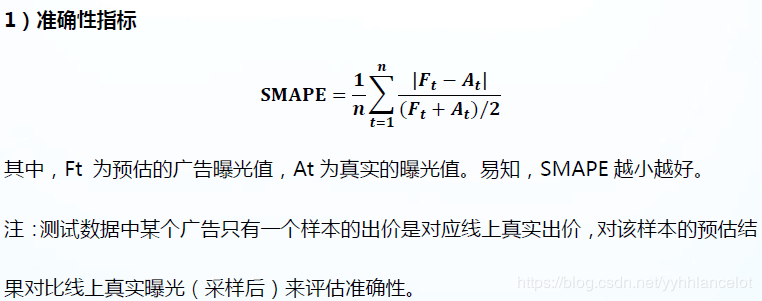 1）准确性指标
SMAPE = \frac{1}{n}\sum_{t=1}^{n}\frac{|F_t - A_t|}{(F_t + A_t)/2}
其中，Ft 为预估的广告曝光值，At 为真实的曝光值。易知，SMAPE 越小越好。
注：测试数据中某个广告只有一个样本的出价是对应线上真实出价，对该样本的预估结
果对比线上真实曝光（采样后）来评估准确性。
https://blog.csdn.net/yyhhlancelot